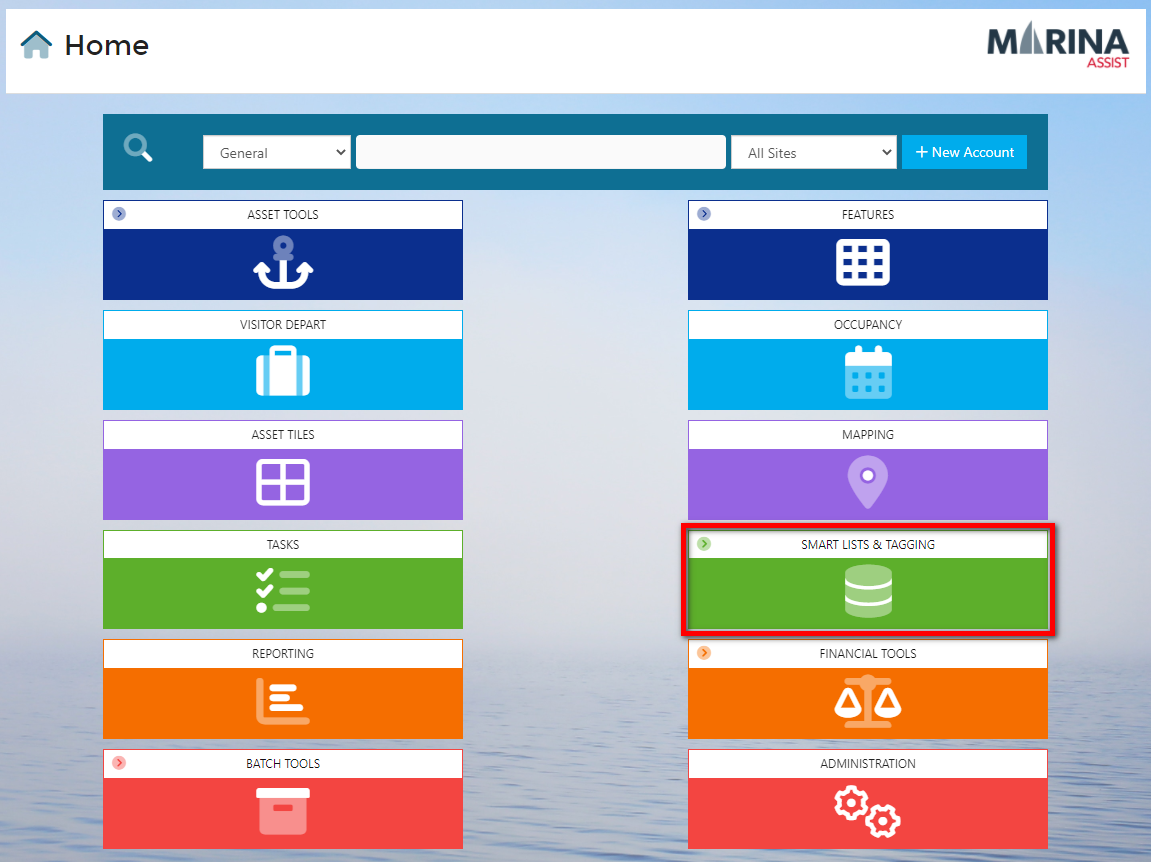 Home
MARINA
ASSIST
General
All Sites
+ New Account
ASSET TOOLS
FEATURES
VISITOR DEPART
OCCUPANCY
ASSET TILES
MAPPING
TASKS
SMART LISTS & TAGGING
REPORTING
FINANCIAL TOOLS
BATCH TOOLS
ADMINISTRATION